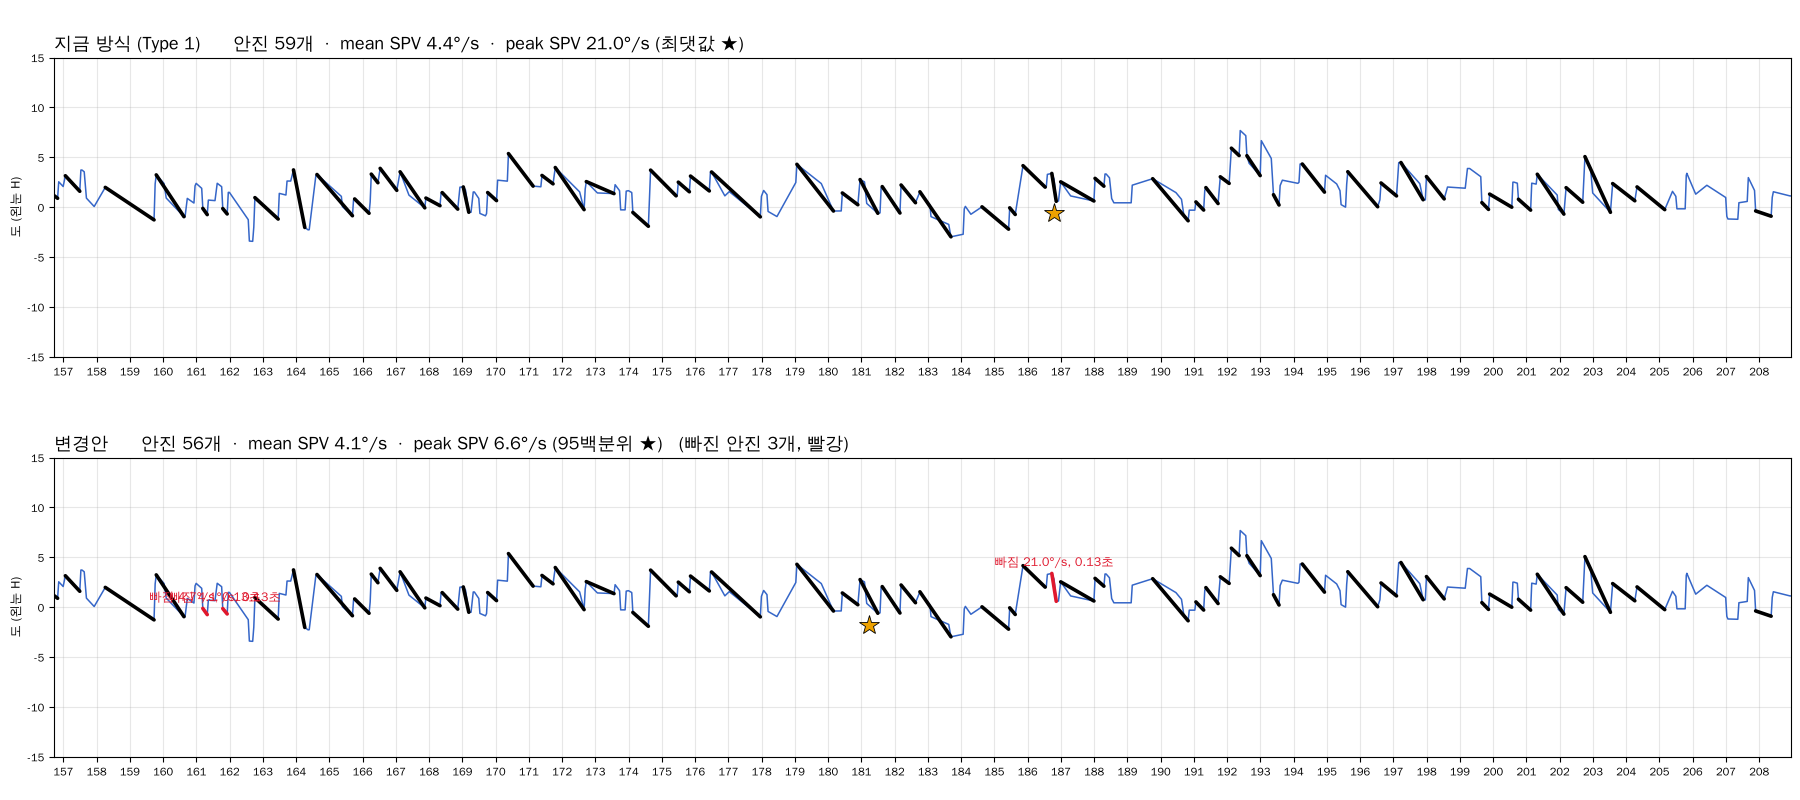 지금 방식 (Type 1) 안진 59개 · mean SPV 4.4°/s · peak SPV 21.0°/s (최댓값 ★)
15
10
5
0
-5
-10
-15
도 (왼눈 H)
157 158 159 160 161 162 163 164 165 166 167 168 169 170 171 172 173 174 175 176 177 178 179 180 181 182 183 184 185 186 187 188 189 190 191 192 193 194 195 196 197 198 199 200 201 202 203 204 205 206 207 208
변경안 안진 56개 · mean SPV 4.1°/s · peak SPV 6.6°/s (95백분위 ★) (빠진 안진 3개, 빨강)
15
10
5
0
-5
-10
-15
도 (왼눈 H)
빠짐 21.0°/s, 0.13초
157 158 159 160 161 162 163 164 165 166 167 168 169 170 171 172 173 174 175 176 177 178 179 180 181 182 183 184 185 186 187 188 189 190 191 192 193 194 195 196 197 198 199 200 201 202 203 204 205 206 207 208